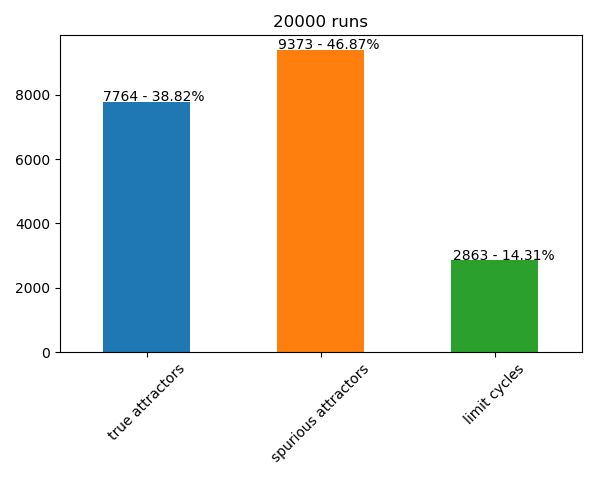 20000 runs
9373 - 46.87%
7764 - 38.82%
2863 - 14.31%
8000
6000
4000
2000
0
true attractors
spurious attractors
limit cycles